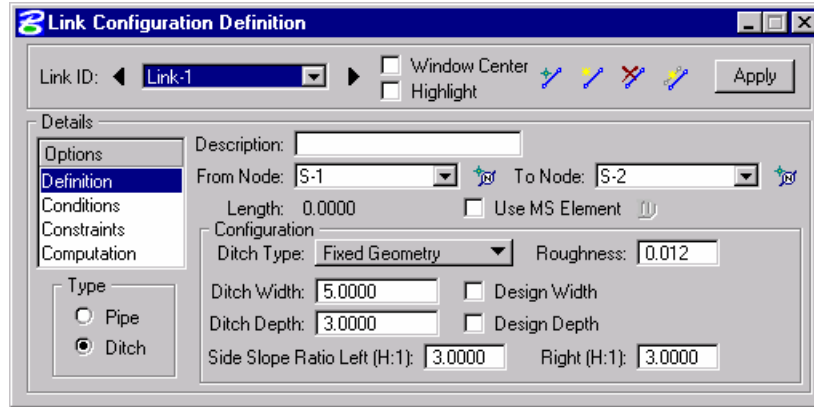 Link Configuration Definition
Link ID: Link-1 Window Center
Highlight
Apply
Details
Options
Definition
Conditions
Constraints
Computation
Type
Pipe
Ditch
Description:
From Node: S-1 To Node: S-2
Length: 0.0000 Use MS Element
Configuration
Ditch Type: Fixed Geometry Roughness: 0.012
Ditch Width: 5.0000 Design Width
Ditch Depth: 3.0000 Design Depth
Side Slope Ratio Left (H:1): 3.0000 Right (H:1): 3.0000